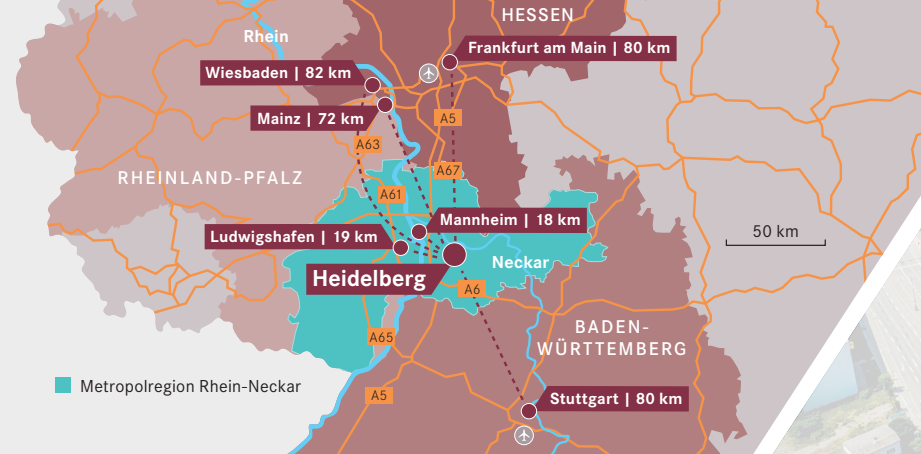 HESSEN
Rhein
Frankfurt am Main | 80 km
Wiesbaden | 82 km
Mainz | 72 km
A5
A63
A67
RHEINLAND-PFALZ
A61
Mannheim | 18 km
Ludwigshafen | 19 km
50 km
Neckar
Heidelberg
A6
BADEN-
WÜRTTEMBERG
A65
Metropolregion Rhein-Neckar
A5
Stuttgart | 80 km